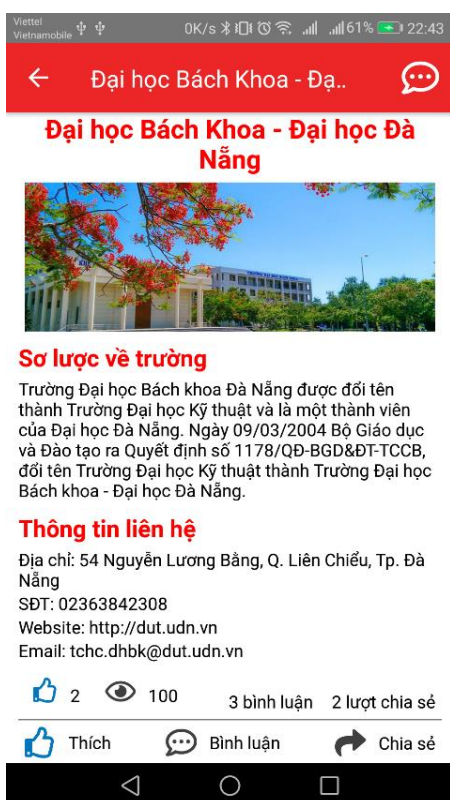 Viettel
Vietnamobile
0K/s
61%
22:43
Đại học Bách Khoa - Đạ..
Đại học Bách Khoa - Đại học Đà
Nẵng
Sơ lược về trường
Trường Đại học Bách khoa Đà Nẵng được đổi tên
thành Trường Đại học Kỹ thuật và là một thành viên
của Đại học Đà Nẵng. Ngày 09/03/2004 Bộ Giáo dục
và Đào tạo ra Quyết định số 1178/QĐ-BGD&ĐT-TCCB,
đổi tên Trường Đại học Kỹ thuật thành Trường Đại học
Bách khoa - Đại học Đà Nẵng.
Thông tin liên hệ
Địa chỉ: 54 Nguyễn Lương Bằng, Q. Liên Chiểu, Tp. Đà
Nẵng
SĐT: 02363842308
Website: http://dut.udn.vn
Email: tchc.dhbk@dut.udn.vn
2 100 3 bình luận 2 lượt chia sẻ
Thích Bình luận Chia sẻ